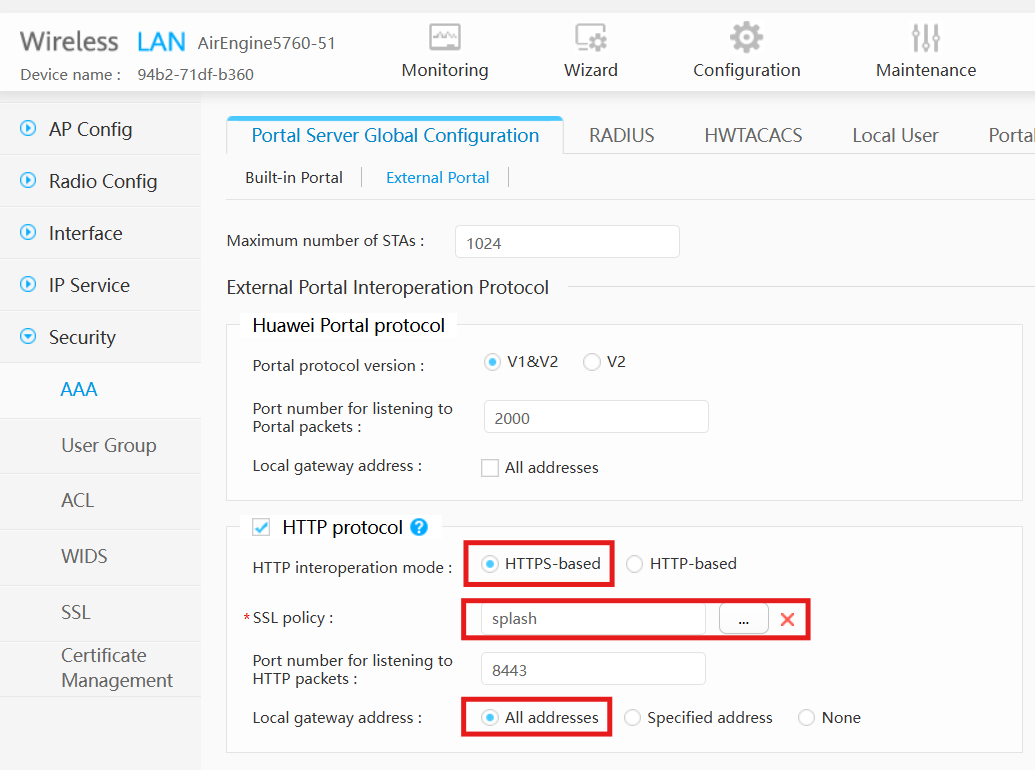 Wireless LAN AirEngine5760-51
Device name : 94b2-71df-b360
Monitoring
Wizard
Configuration
Maintenance
AP Config
Radio Config
Interface
IP Service
Security
AAA
User Group
ACL
WIDS
SSL
Certificate
Management
Portal Server Global Configuration
RADIUS
HWTACACS
Local User
Portal
Built-in Portal
External Portal
Maximum number of STAs : 1024
External Portal Interoperation Protocol
Huawei Portal protocol
Portal protocol version : V1&V2 V2
Port number for listening to
Portal packets : 2000
Local gateway address : All addresses
HTTP protocol ?
HTTP interoperation mode : HTTPS-based HTTP-based
*SSL policy : splash ...
Port number for listening to
HTTP packets : 8443
Local gateway address : All addresses Specified address None